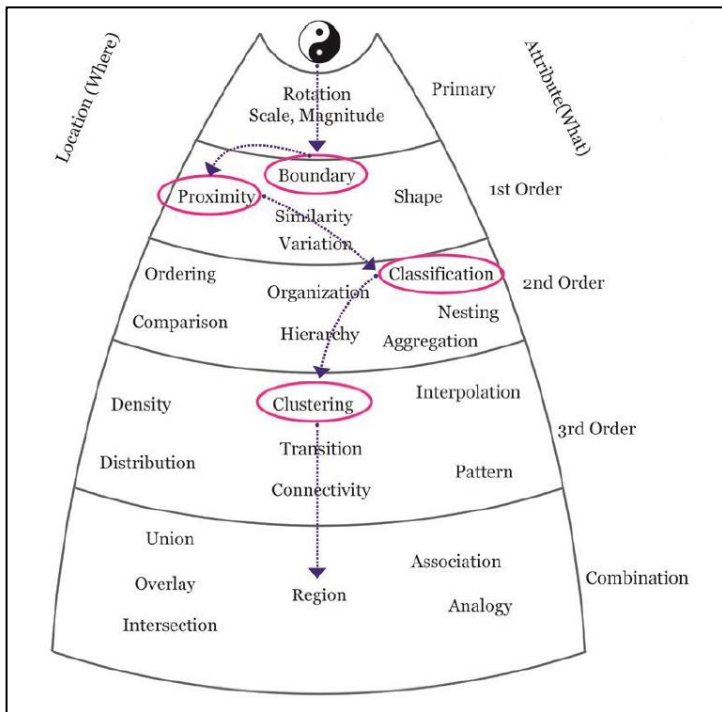 Location (Where)
Attribute(What)
Rotation
Scale, Magnitude
Primary
Boundary
Proximity
Similarity
Variation
Shape
1st Order
Ordering
Comparison
Organization
Hierarchy
Classification
Nesting
Aggregation
2nd Order
Density
Distribution
Clustering
Transition
Connectivity
Interpolation
Pattern
3rd Order
Union
Overlay
Intersection
Region
Association
Analogy
Combination